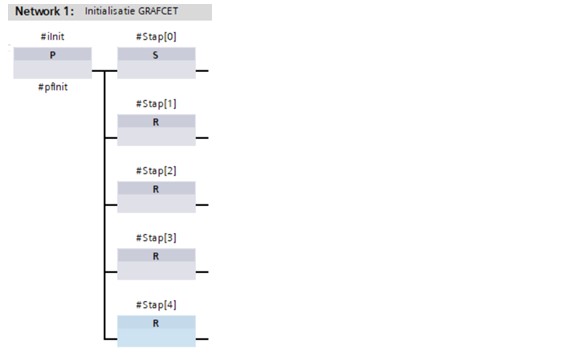 Network 1: Initialisatie GRAFCET
#iInit #Stap[0]
P S
#pfInit
#Stap[1]
R
#Stap[2]
R
#Stap[3]
R
#Stap[4]
R